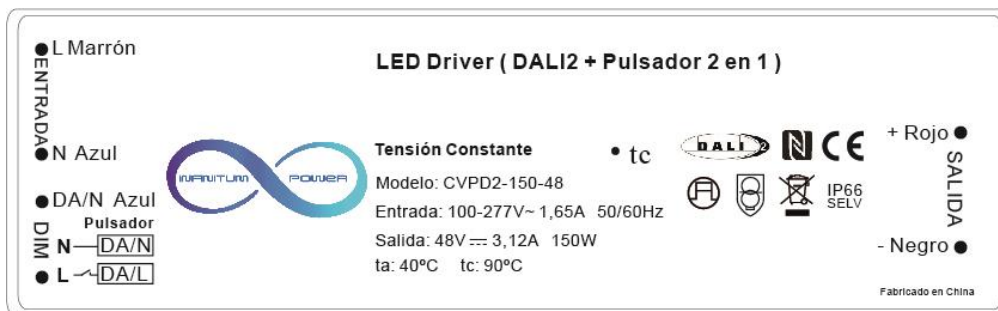 LED Driver ( DALI2 + Pulsador 2 en 1 )
L Marrón
ENTRADA
N Azul
DA/N Azul
DIM
Pulsador
N DA/N
L DA/L
INFINITUM POWER
Tensión Constante
Modelo: CVPD2-150-48
Entrada: 100-277V~ 1,65A 50/60Hz
Salida: 48V⎓ 3,12A 150W
ta: 40ºC tc: 90ºC
• tc
DALI 2
N CE
IP66
SELV
+ Rojo
SALIDA
- Negro
Fabricado en China